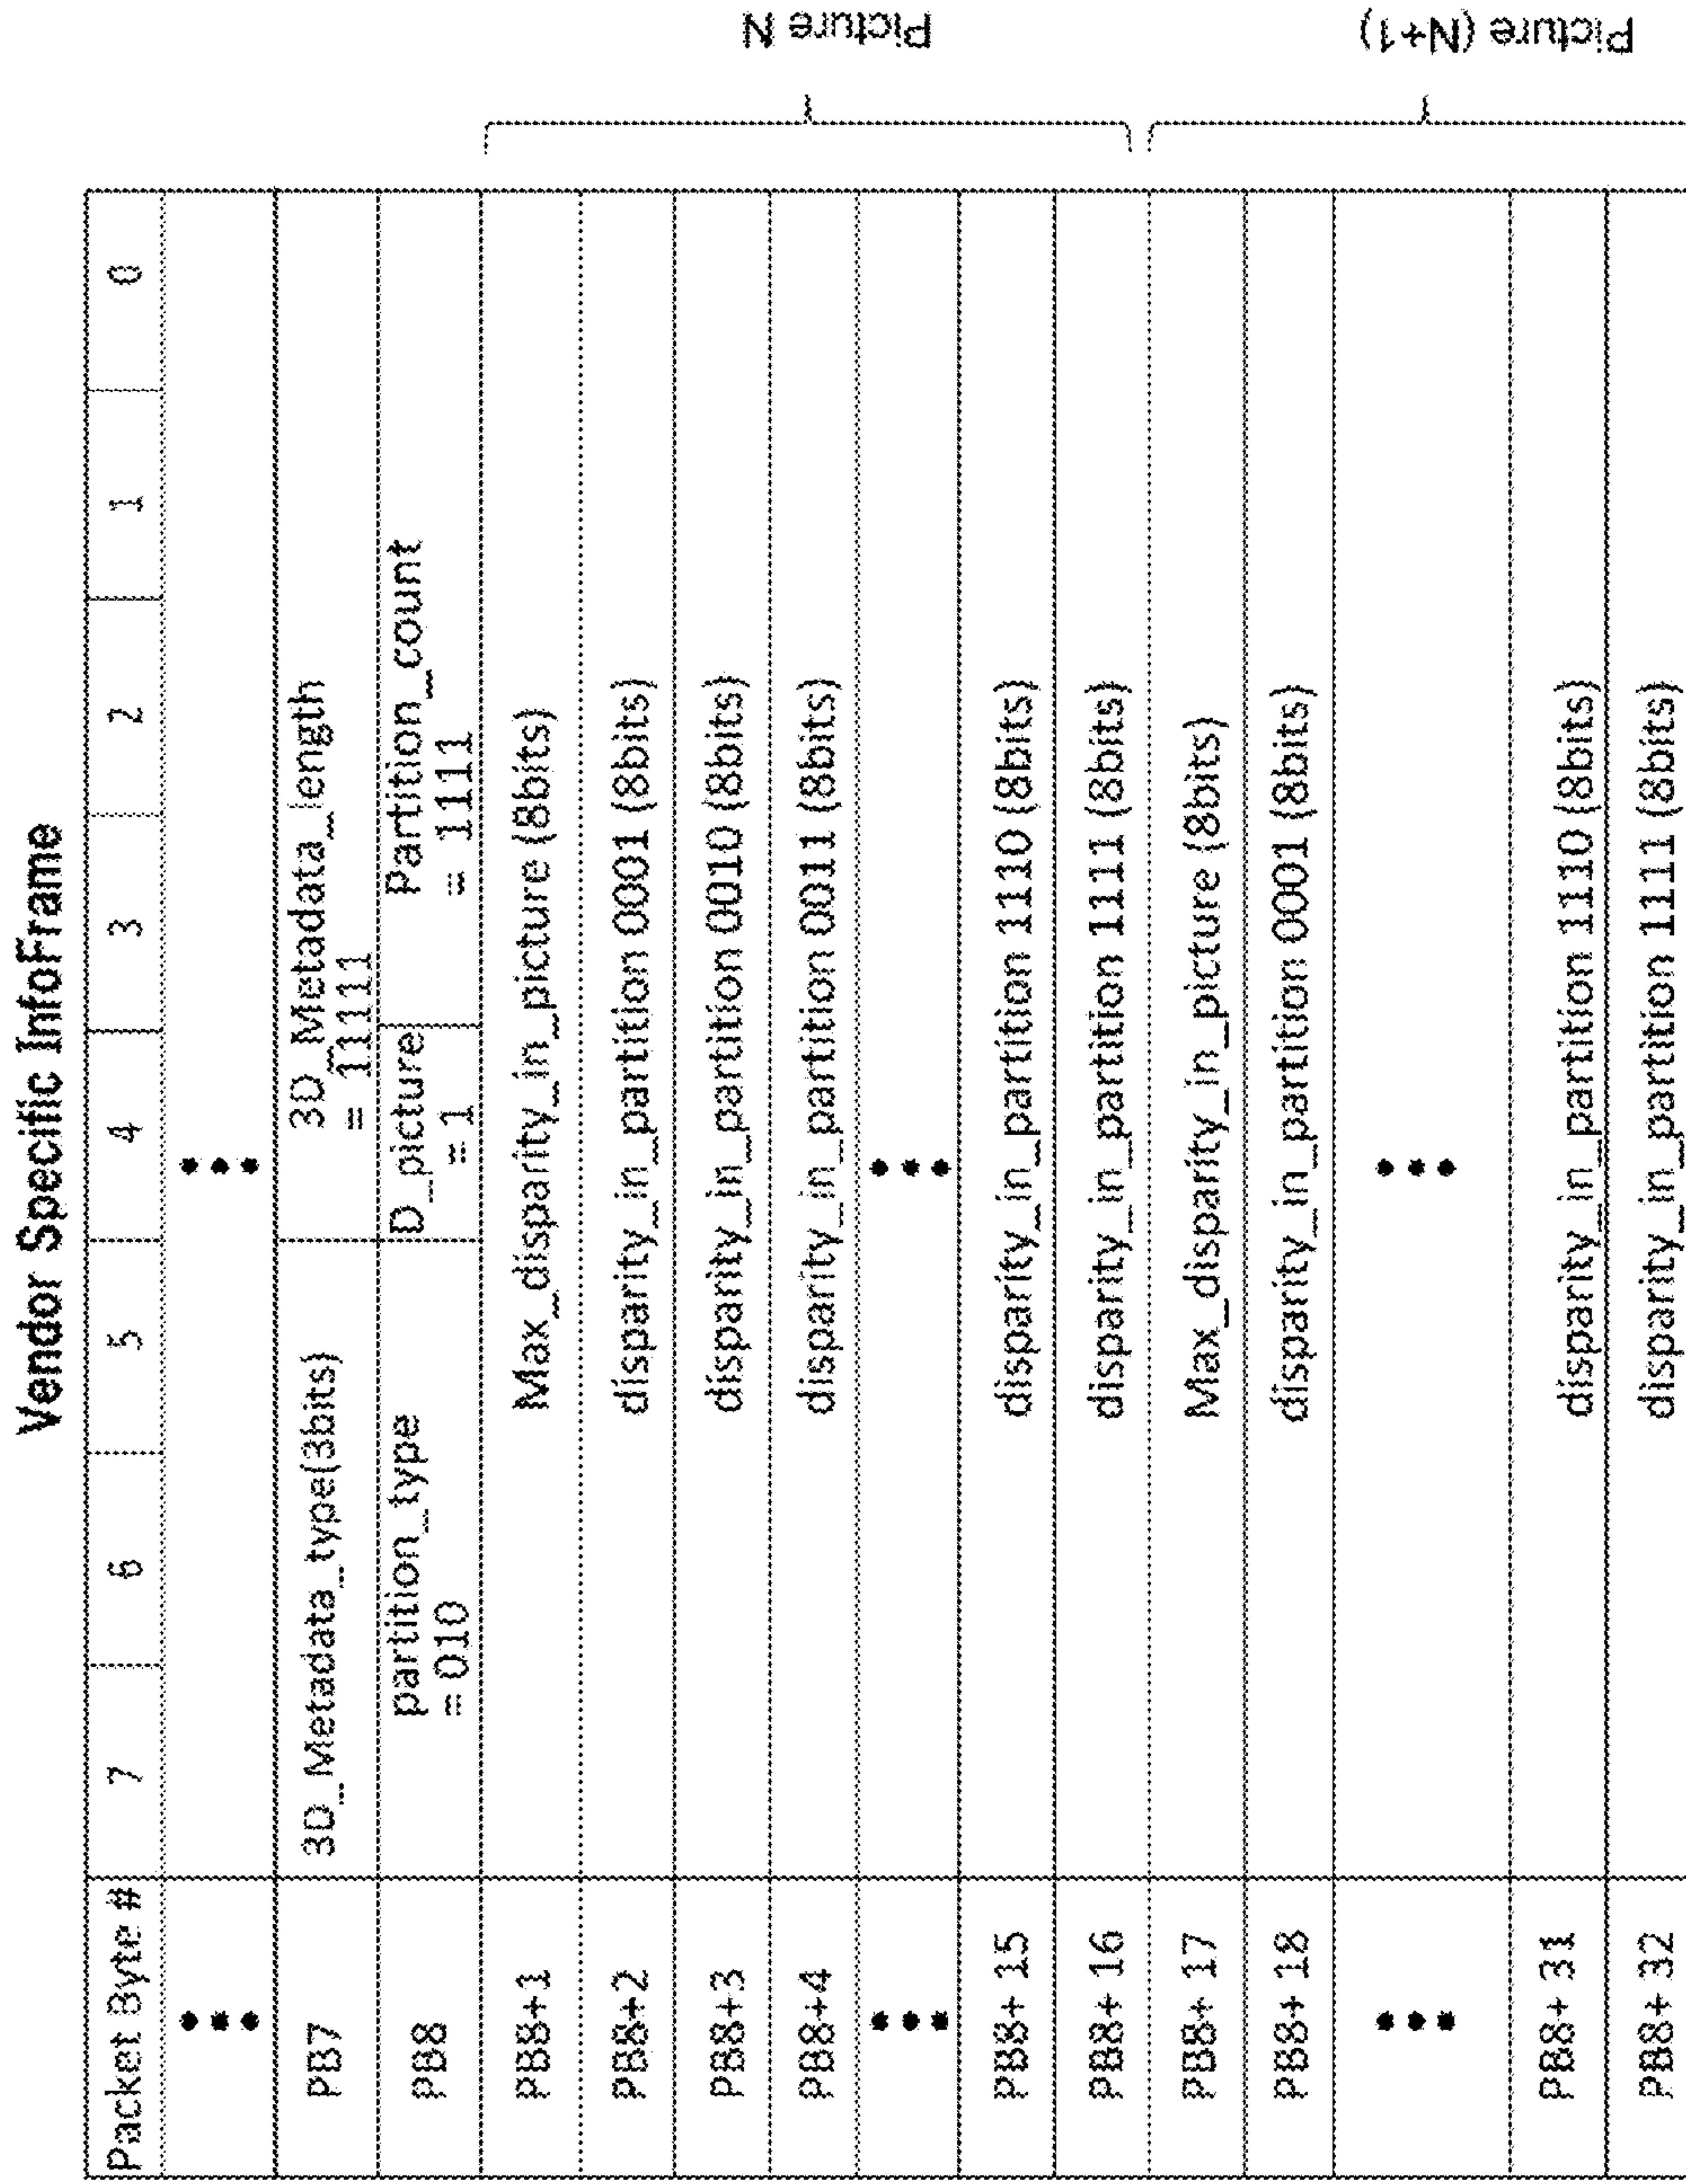 Vendor Specific InfoFrame
Packet Byte # 7 6 5 4 3 2 1 0
PB7 3D_Metadata_type(3bits) 3D_Metadata_length
= 11111
PB8 partition_type D_picture Partition_count
= 010 = 1 = 1111
PB8+1 Max_disparity_in_picture (8bits)
PB8+2 disparity_in_partition 0001 (8bits)
PB8+3 disparity_in_partition 0010 (8bits)
PB8+4 disparity_in_partition 0011 (8bits)
PB8+ 15 disparity_in_partition 1110 (8bits)
PB8+ 16 disparity_in_partition 1111 (8bits)
Picture N
PB8+ 17 Max_disparity_in_picture (8bits)
PB8+ 18 disparity_in_partition 0001 (8bits)
PB8+ 31 disparity_in_partition 1110 (8bits)
PB8+ 32 disparity_in_partition 1111 (8bits)
Picture (N+1)